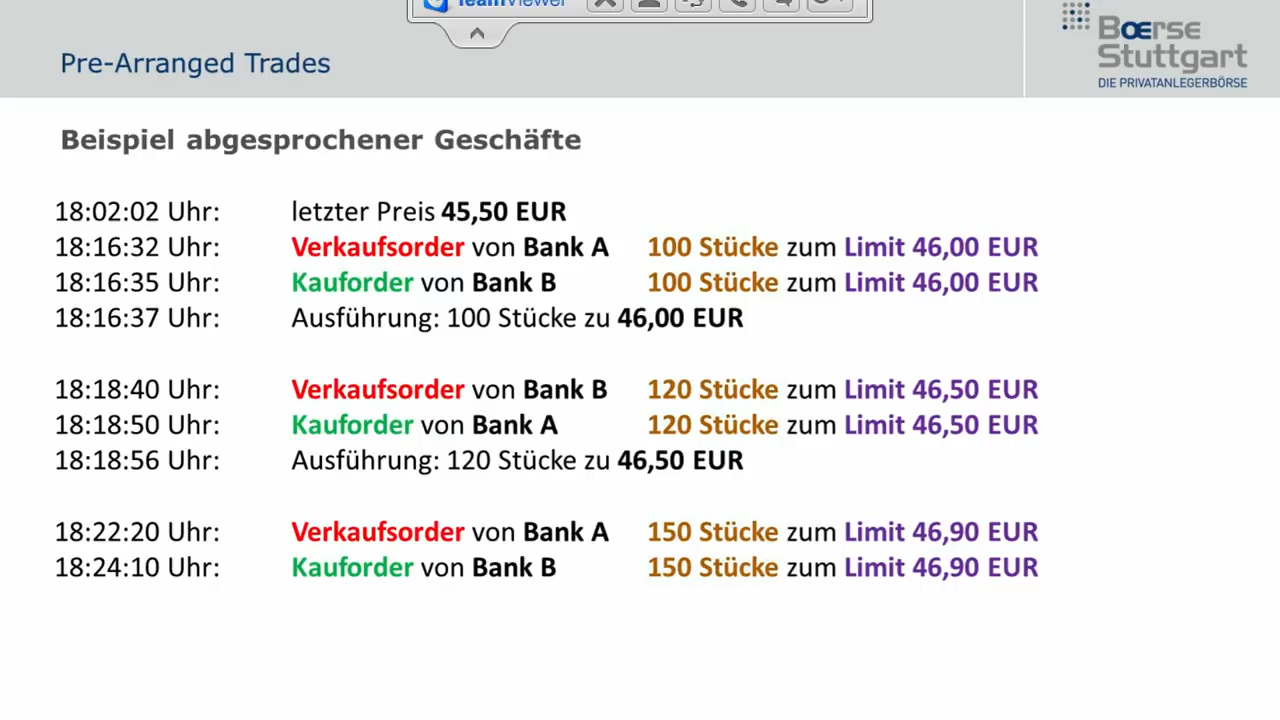 TeamViewer
Pre-Arranged Trades
Boerse
Stuttgart
DIE PRIVATANLEGERBÖRSE
Beispiel abgesprochener Geschäfte
18:02:02 Uhr: letzter Preis 45,50 EUR
18:16:32 Uhr: Verkaufsorder von Bank A 100 Stücke zum Limit 46,00 EUR
18:16:35 Uhr: Kauforder von Bank B 100 Stücke zum Limit 46,00 EUR
18:16:37 Uhr: Ausführung: 100 Stücke zu 46,00 EUR
18:18:40 Uhr: Verkaufsorder von Bank B 120 Stücke zum Limit 46,50 EUR
18:18:50 Uhr: Kauforder von Bank A 120 Stücke zum Limit 46,50 EUR
18:18:56 Uhr: Ausführung: 120 Stücke zu 46,50 EUR
18:22:20 Uhr: Verkaufsorder von Bank A 150 Stücke zum Limit 46,90 EUR
18:24:10 Uhr: Kauforder von Bank B 150 Stücke zum Limit 46,90 EUR